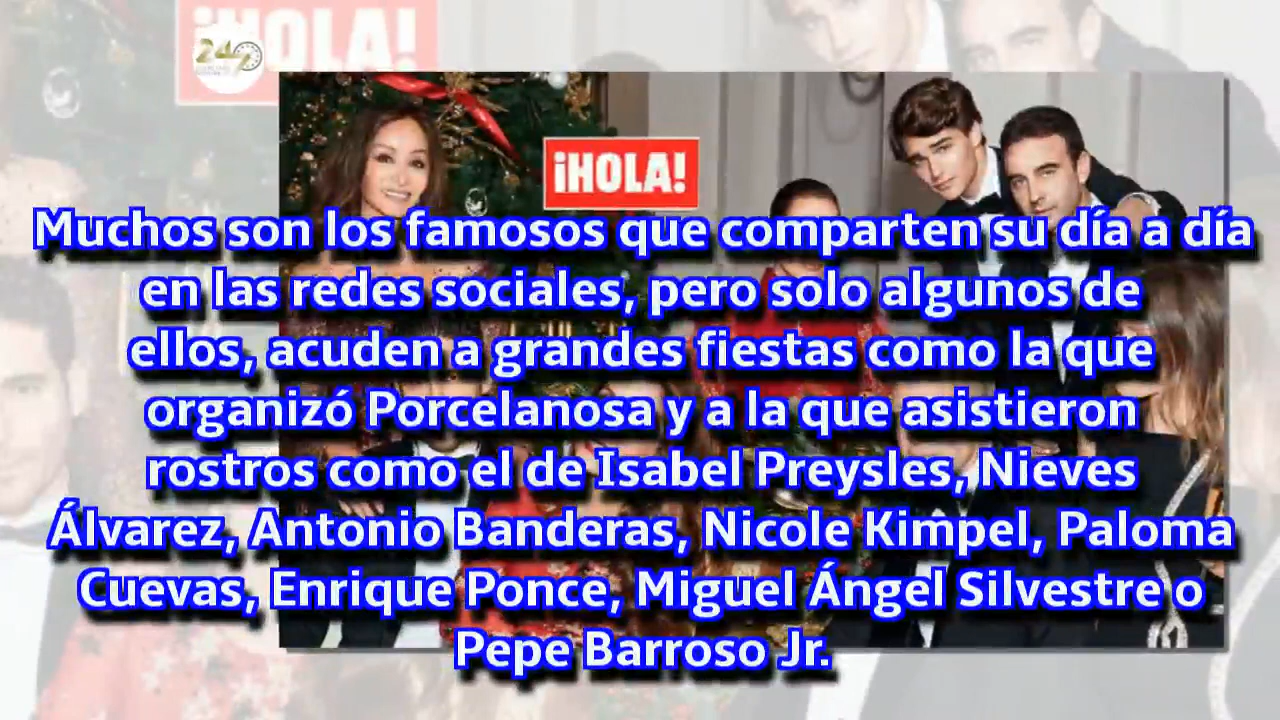 ¡HOLA!
24
¡HOLA!
Muchos son los famosos que comparten su día a día
en las redes sociales, pero solo algunos de
ellos, acuden a grandes fiestas como la que
organizó Porcelanosa y a la que asistieron
rostros como el de Isabel Preysles, Nieves
Álvarez, Antonio Banderas, Nicole Kimpel, Paloma
Cuevas, Enrique Ponce, Miguel Ángel Silvestre o
Pepe Barroso Jr.